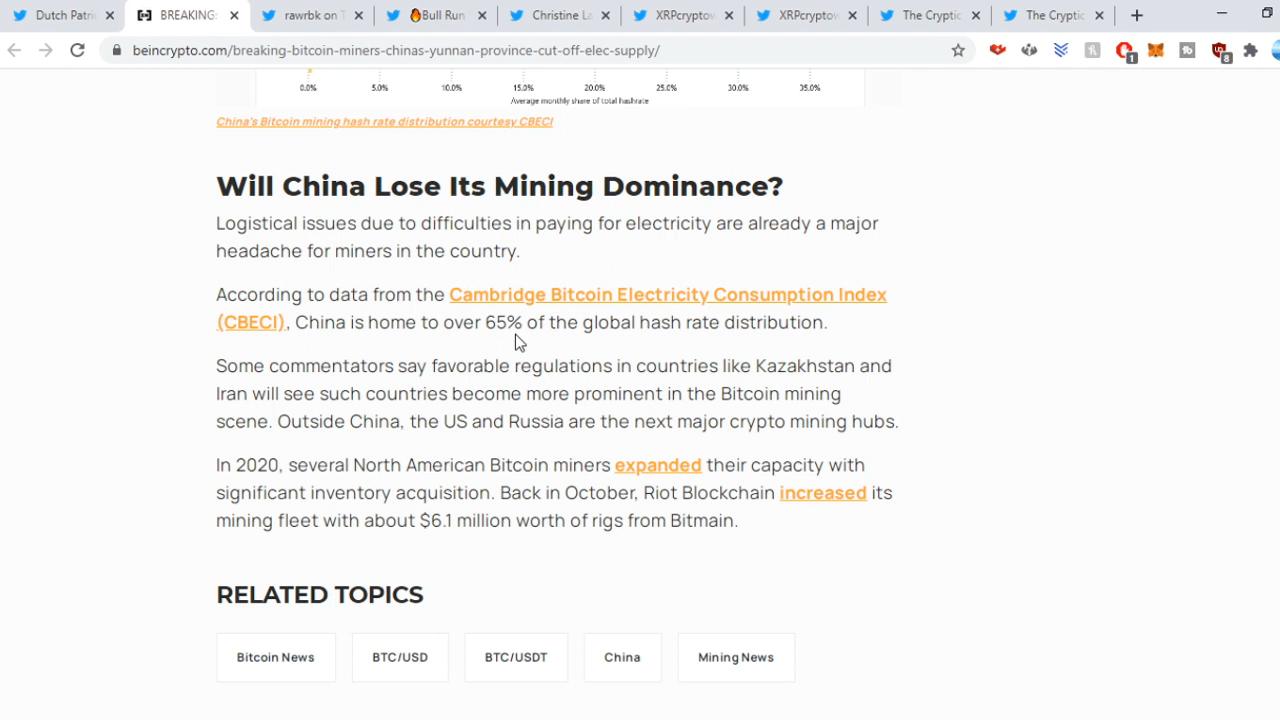 Dutch Patri
BREAKING:
rawrbk on T
🔥Bull Run
Christine La
XRPcryptow
XRPcryptow
The Cryptic
The Cryptic
beincrypto.com/breaking-bitcoin-miners-chinas-yunnan-province-cut-off-elec-supply/
1
8
0.0% 5.0% 10.0% 15.0% 20.0% 25.0% 30.0% 35.0%
Average monthly share of total hashrate
China's Bitcoin mining hash rate distribution courtesy CBECI
Will China Lose Its Mining Dominance?
Logistical issues due to difficulties in paying for electricity are already a major
headache for miners in the country.
According to data from the Cambridge Bitcoin Electricity Consumption Index
(CBECI), China is home to over 65% of the global hash rate distribution.
Some commentators say favorable regulations in countries like Kazakhstan and
Iran will see such countries become more prominent in the Bitcoin mining
scene. Outside China, the US and Russia are the next major crypto mining hubs.
In 2020, several North American Bitcoin miners expanded their capacity with
significant inventory acquisition. Back in October, Riot Blockchain increased its
mining fleet with about $6.1 million worth of rigs from Bitmain.
RELATED TOPICS
Bitcoin News
BTC/USD
BTC/USDT
China
Mining News